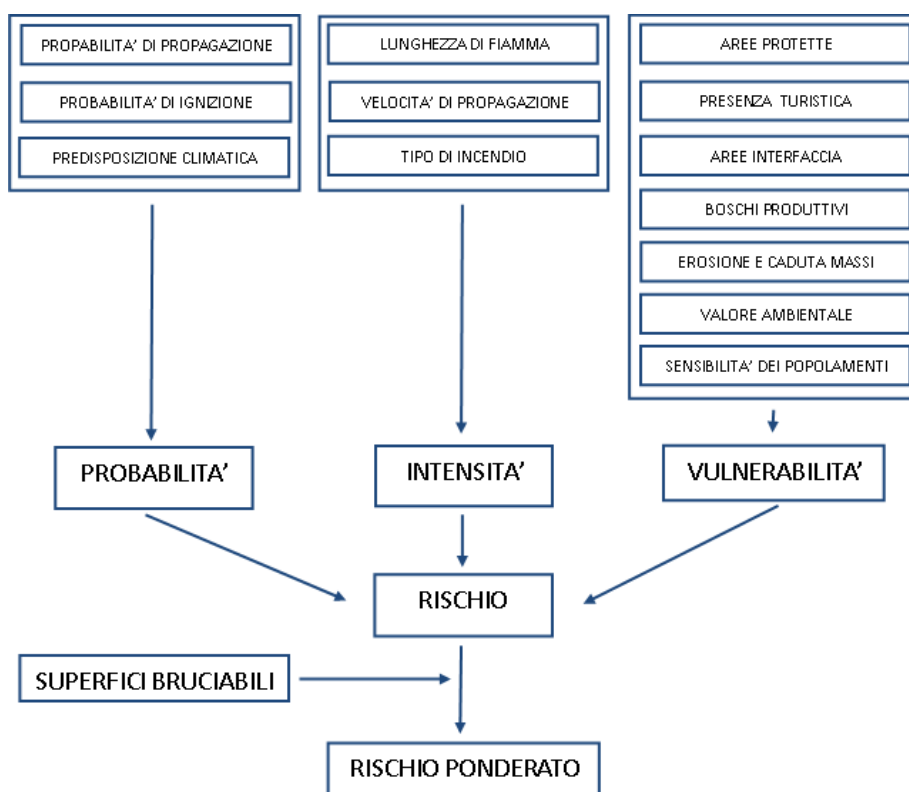 PROPABILITA' DI PROPAGAZIONE
PROBABILITA' DI IGNIZIONE
PREDISPOSIZIONE CLIMATICA
LUNGHEZZA DI FIAMMA
VELOCITA' DI PROPAGAZIONE
TIPO DI INCENDIO
AREE PROTETTE
PRESENZA TURISTICA
AREE INTERFACCIA
BOSCHI PRODUTTIVI
EROSIONE E CADUTA MASSI
VALORE AMBIENTALE
SENSIBILITA' DEI POPOLAMENTI
PROBABILITA'
INTENSITA'
VULNERABILITA'
RISCHIO
SUPERFICI BRUCIABILI
RISCHIO PONDERATO